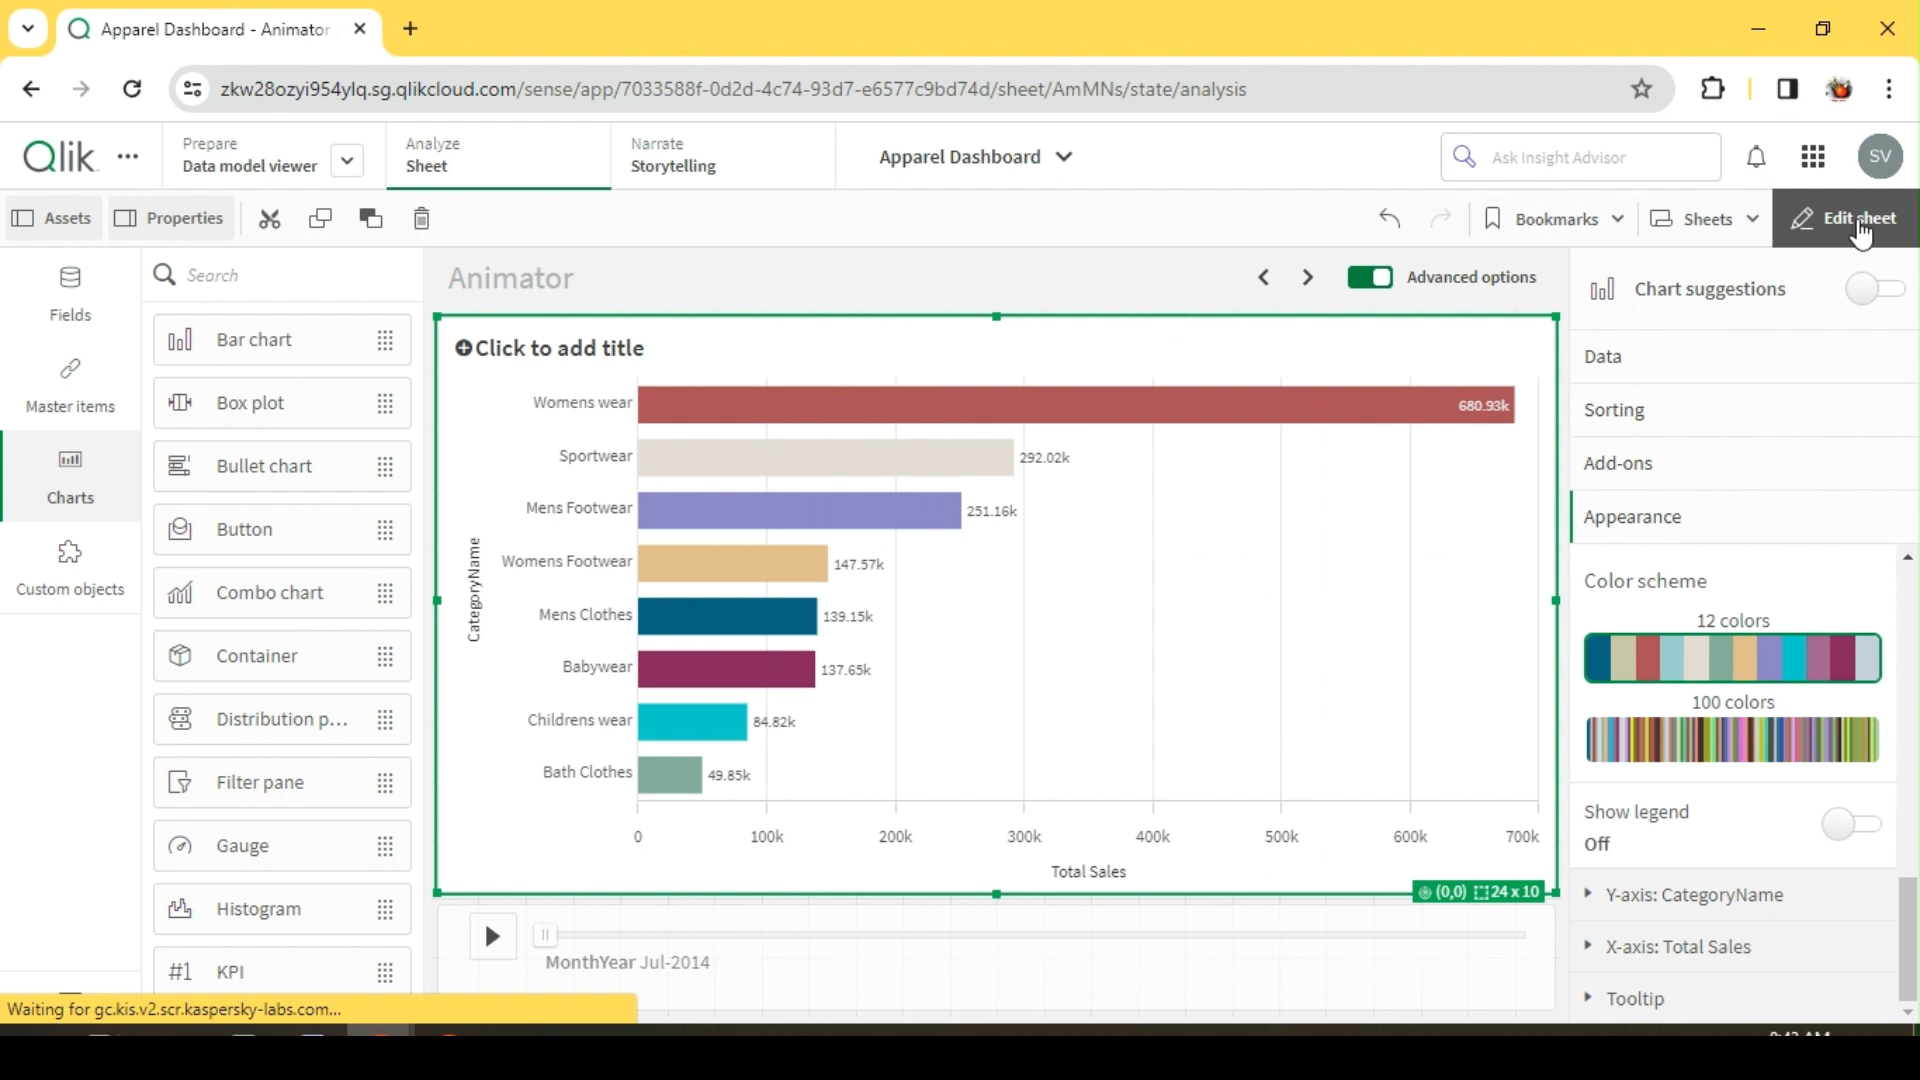 Apparel Dashboard - Animator
zkw28ozyi954ylq.sg.qlikcloud.com/sense/app/7033588f-0d2d-4c74-93d7-e6577c9bd74d/sheet/AmMNs/state/analysis
Qlik
Prepare
Data model viewer
Analyze
Sheet
Narrate
Storytelling
Apparel Dashboard
Ask Insight Advisor
SV
Assets
Properties
Bookmarks
Sheets
Edit sheet
Fields
Master items
Charts
Custom objects
Search
Bar chart
Box plot
Bullet chart
Button
Combo chart
Container
Distribution p...
Filter pane
Gauge
Histogram
#1 KPI
Animator
Advanced options
Click to add title
CategoryName
Womens wear 680.93k
Sportwear 292.02k
Mens Footwear 251.16k
Womens Footwear 147.57k
Mens Clothes 139.15k
Babywear 137.65k
Childrens wear 84.82k
Bath Clothes 49.85k
0 100k 200k 300k 400k 500k 600k 700k
Total Sales
(0,0) 24 x 10
MonthYear Jul-2014
Chart suggestions
Data
Sorting
Add-ons
Appearance
Color scheme
12 colors
100 colors
Show legend
Off
Y-axis: CategoryName
X-axis: Total Sales
Tooltip
Waiting for gc.kis.v2.scr.kaspersky-labs.com...